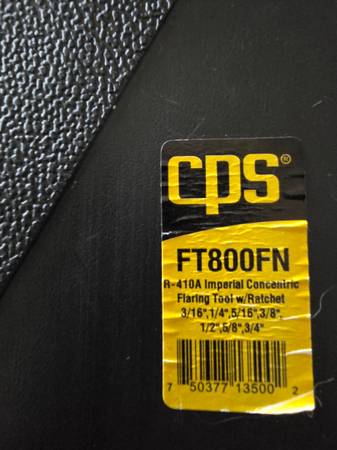 CPS®
FT800FN
R-410A Imperial Concentric
Flaring Tool w/Ratchet
3/16",1/4",5/16",3/8",
1/2",5/8",3/4"
7 50377 13500 2